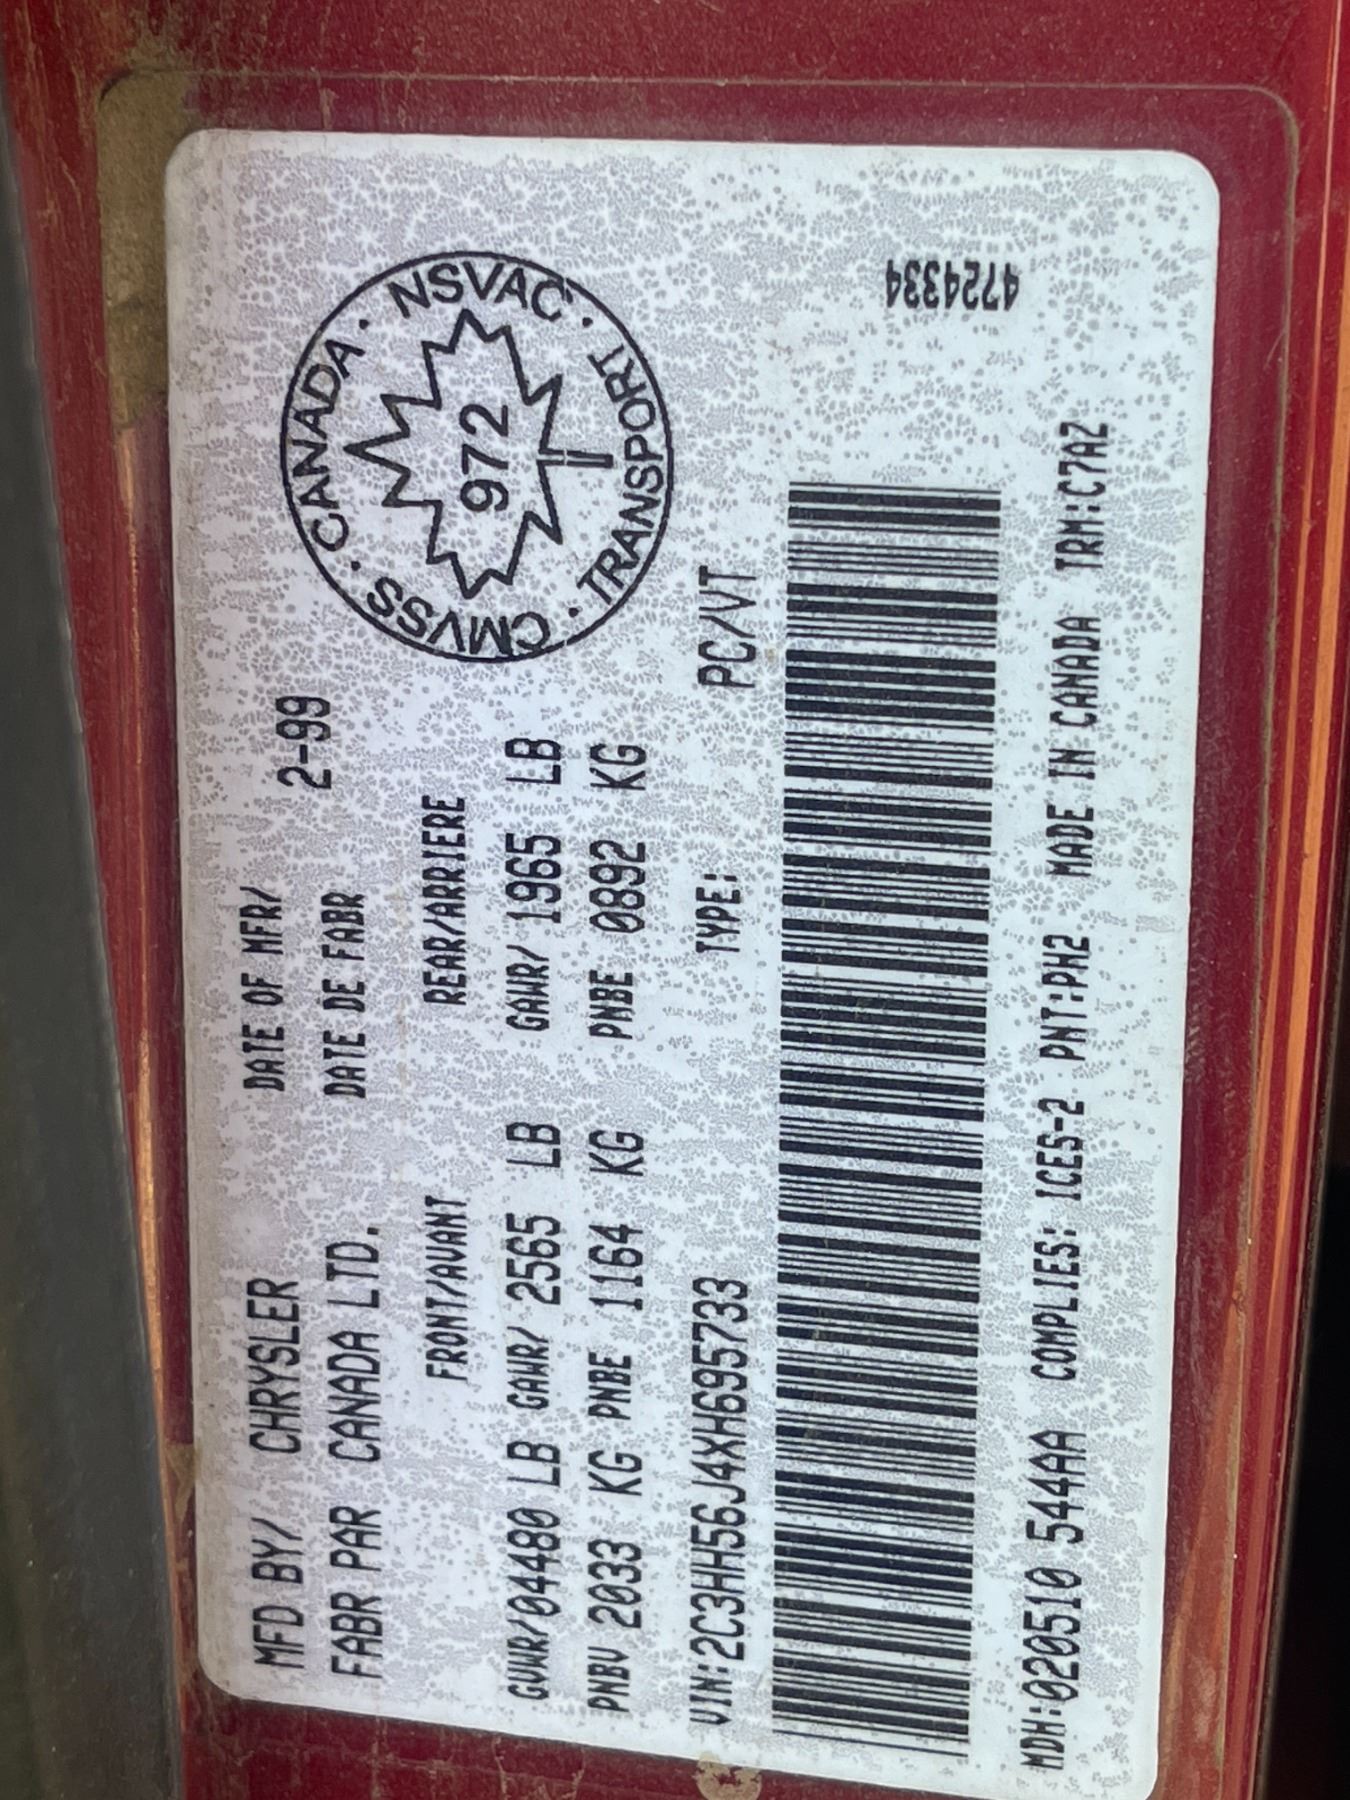 MFD BY/ CHRYSLER DATE OF MFR/ 2-99
FABR PAR CANADA LTD. DATE DE FABR
FRONT/AVANT REAR/ARRIERE
GVWR/04480 LB GAWR/ 2565 LB GAWR/ 1965 LB
PNBV 2033 KG PNBE 1164 KG PNBE 0892 KG
VIN:2C3HH56J4XH695733 TYPE: PC/VT
MDH:020510 544AA COMPLIES: ICES-2 PNT:PH2 MADE IN CANADA TRM:C7AZ
CMVSS · CANADA · NSVAC · TRANSPORT ·
972
4724334